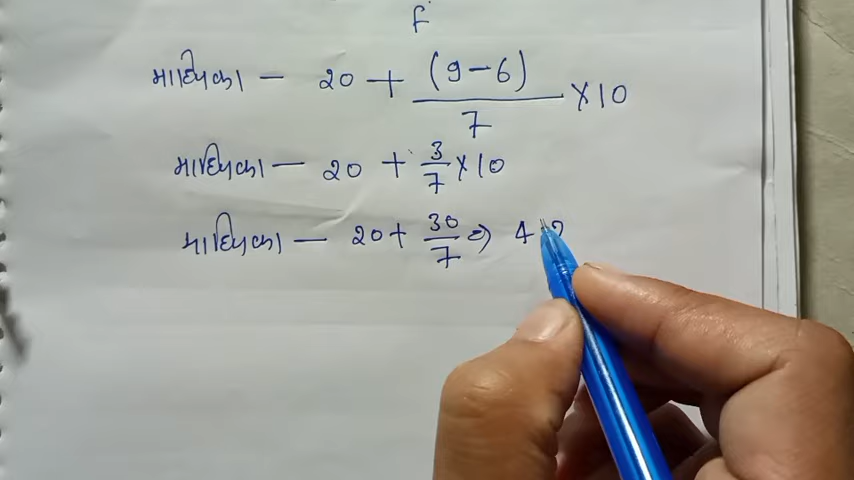 f
माध्यिका — 20 + (9-6)/7 × 10
माध्यिका — 20 + 3/7 × 10
माध्यिका — 20 + 30/7 ⇒ 4